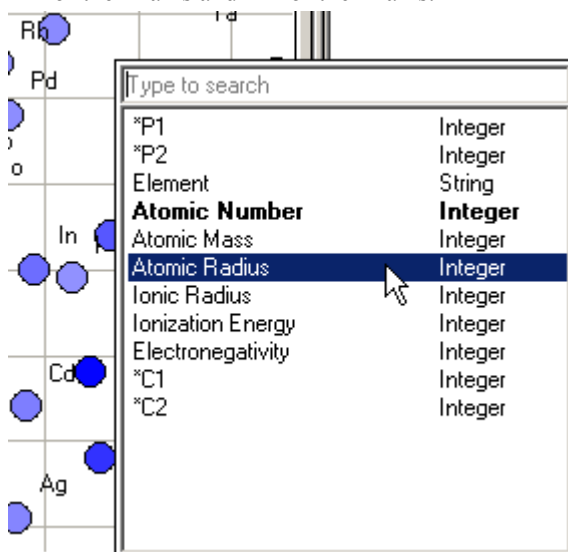 Rh
Pd
Type to search
*P1 Integer
*P2 Integer
o
Element String
Atomic Number Integer
In
Atomic Mass Integer
Atomic Radius Integer
Ionic Radius Integer
Ionization Energy Integer
Electronegativity Integer
Cd
*C1 Integer
*C2 Integer
Ag